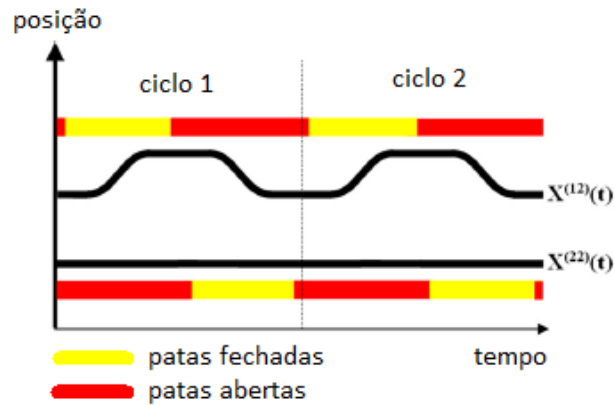 posição
ciclo 1
ciclo 2
X(12)(t)
X(22)(t)
patas fechadas
tempo
patas abertas